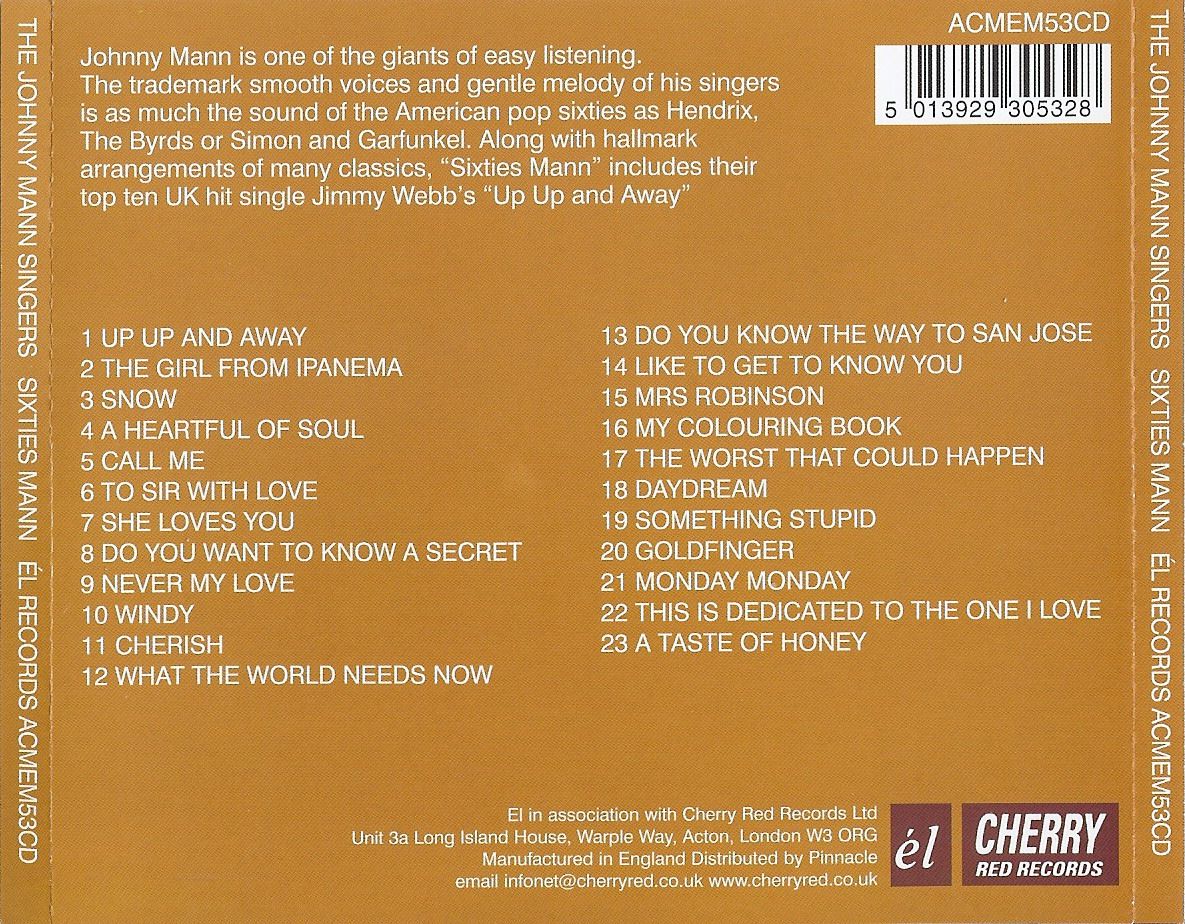 THE JOHNNY MANN SINGERS SIXTIES MANN ÉL RECORDS ACMEM53CD
Johnny Mann is one of the giants of easy listening.
The trademark smooth voices and gentle melody of his singers
is as much the sound of the American pop sixties as Hendrix,
The Byrds or Simon and Garfunkel. Along with hallmark
arrangements of many classics, “Sixties Mann” includes their
top ten UK hit single Jimmy Webb’s “Up Up and Away”
ACMEM53CD
5 013929 305328
1 UP UP AND AWAY
2 THE GIRL FROM IPANEMA
3 SNOW
4 A HEARTFUL OF SOUL
5 CALL ME
6 TO SIR WITH LOVE
7 SHE LOVES YOU
8 DO YOU WANT TO KNOW A SECRET
9 NEVER MY LOVE
10 WINDY
11 CHERISH
12 WHAT THE WORLD NEEDS NOW
13 DO YOU KNOW THE WAY TO SAN JOSE
14 LIKE TO GET TO KNOW YOU
15 MRS ROBINSON
16 MY COLOURING BOOK
17 THE WORST THAT COULD HAPPEN
18 DAYDREAM
19 SOMETHING STUPID
20 GOLDFINGER
21 MONDAY MONDAY
22 THIS IS DEDICATED TO THE ONE I LOVE
23 A TASTE OF HONEY
El in association with Cherry Red Records Ltd
Unit 3a Long Island House, Warple Way, Acton, London W3 ORG
Manufactured in England Distributed by Pinnacle
email infonet@cherryred.co.uk www.cherryred.co.uk
él
CHERRY
RED RECORDS
THE JOHNNY MANN SINGERS SIXTIES MANN ÉL RECORDS ACMEM53CD